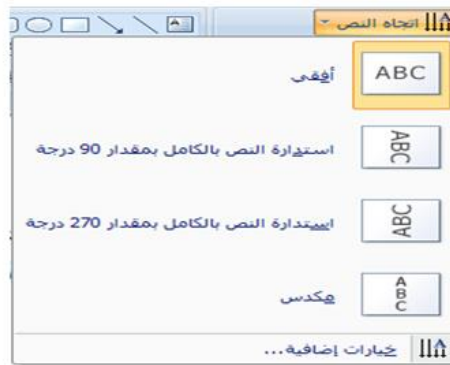 اتجاه النص
أفقي
ABC
استدارة النص بالكامل بمقدار 90 درجة
ABC
استدارة النص بالكامل بمقدار 270 درجة
ABC
مكدس
ABC
خيارات إضافية...